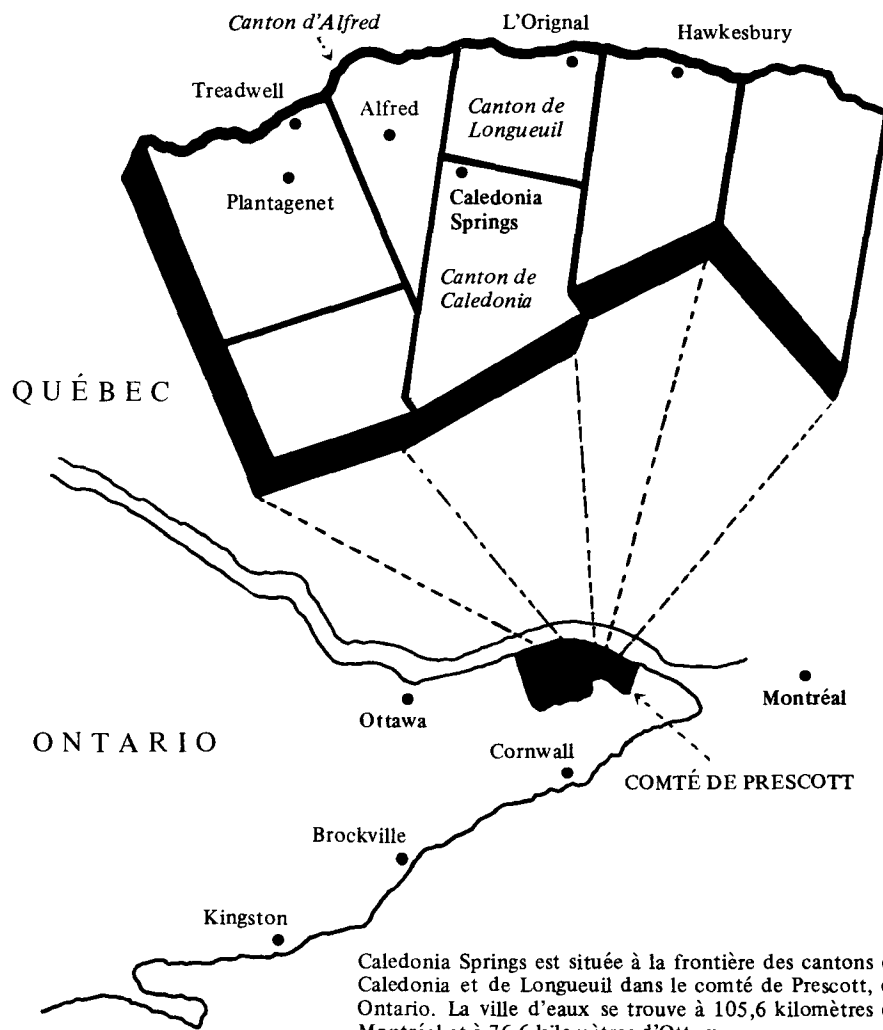 Canton d'Alfred
L'Orignal
Hawkesbury
Treadwell
Alfred
Canton de
Longueuil
Plantagenet
Caledonia
Springs
Canton de
Caledonia
QUÉBEC
Ottawa
Montréal
ONTARIO
Cornwall
COMTÉ DE PRESCOTT
Brockville
Kingston
Caledonia Springs est située à la frontière des cantons
Caledonia et de Longueuil dans le comté de Prescott,
Ontario. La ville d'eaux se trouve à 105,6 kilomètres